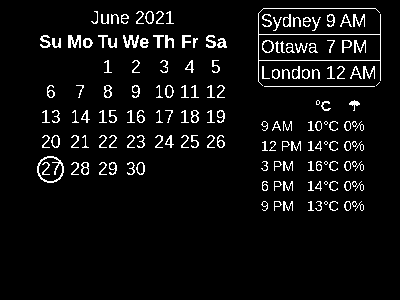 June 2021
Su Mo Tu We Th Fr Sa
1 2 3 4 5
6 7 8 9 10 11 12
13 14 15 16 17 18 19
20 21 22 23 24 25 26
27 28 29 30
Sydney 9 AM
Ottawa 7 PM
London 12 AM
°C
9 AM 10°C 0%
12 PM 14°C 0%
3 PM 16°C 0%
6 PM 14°C 0%
9 PM 13°C 0%